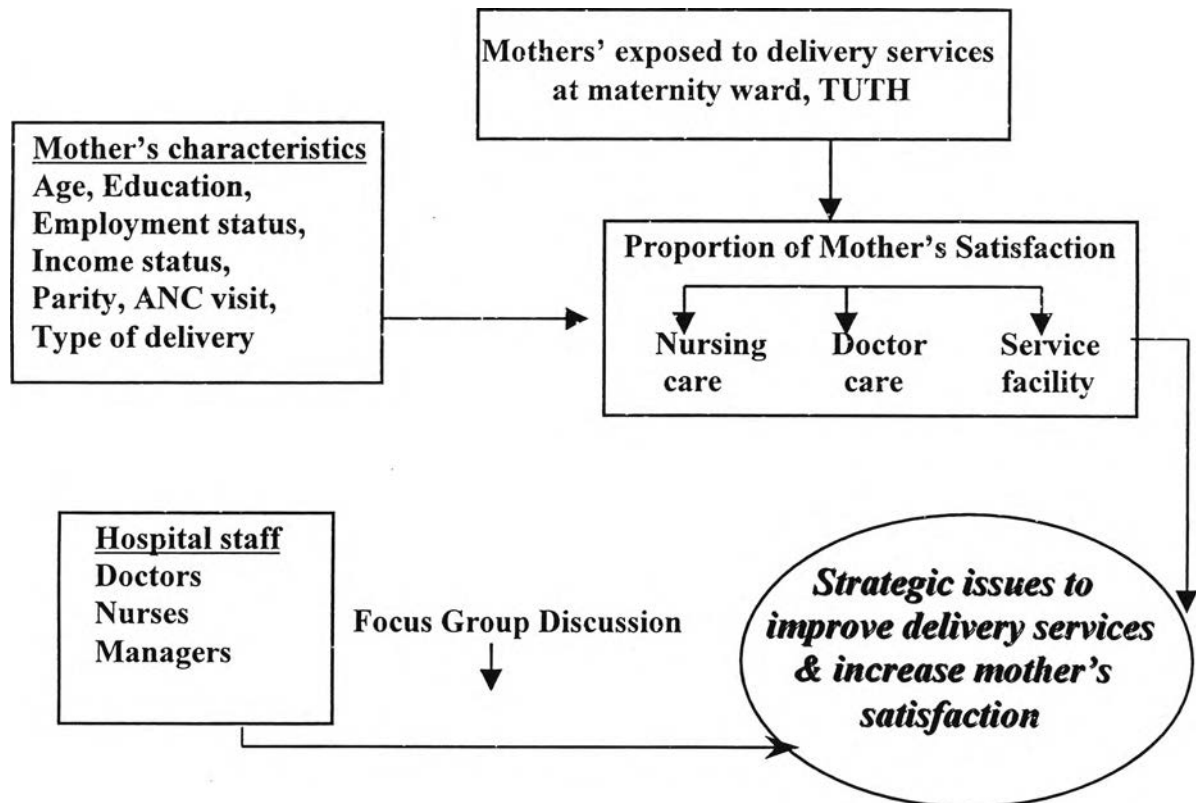 Mothers' exposed to delivery services
at maternity ward, TUTH
Mother's characteristics
Age, Education,
Employment status,
Income status,
Parity, ANC visit,
Type of delivery
Proportion of Mother's Satisfaction
Nursing
care
Doctor
care
Service
facility
Hospital staff
Doctors
Nurses
Managers
Focus Group Discussion
Strategic issues to
improve delivery services
& increase mother's
satisfaction